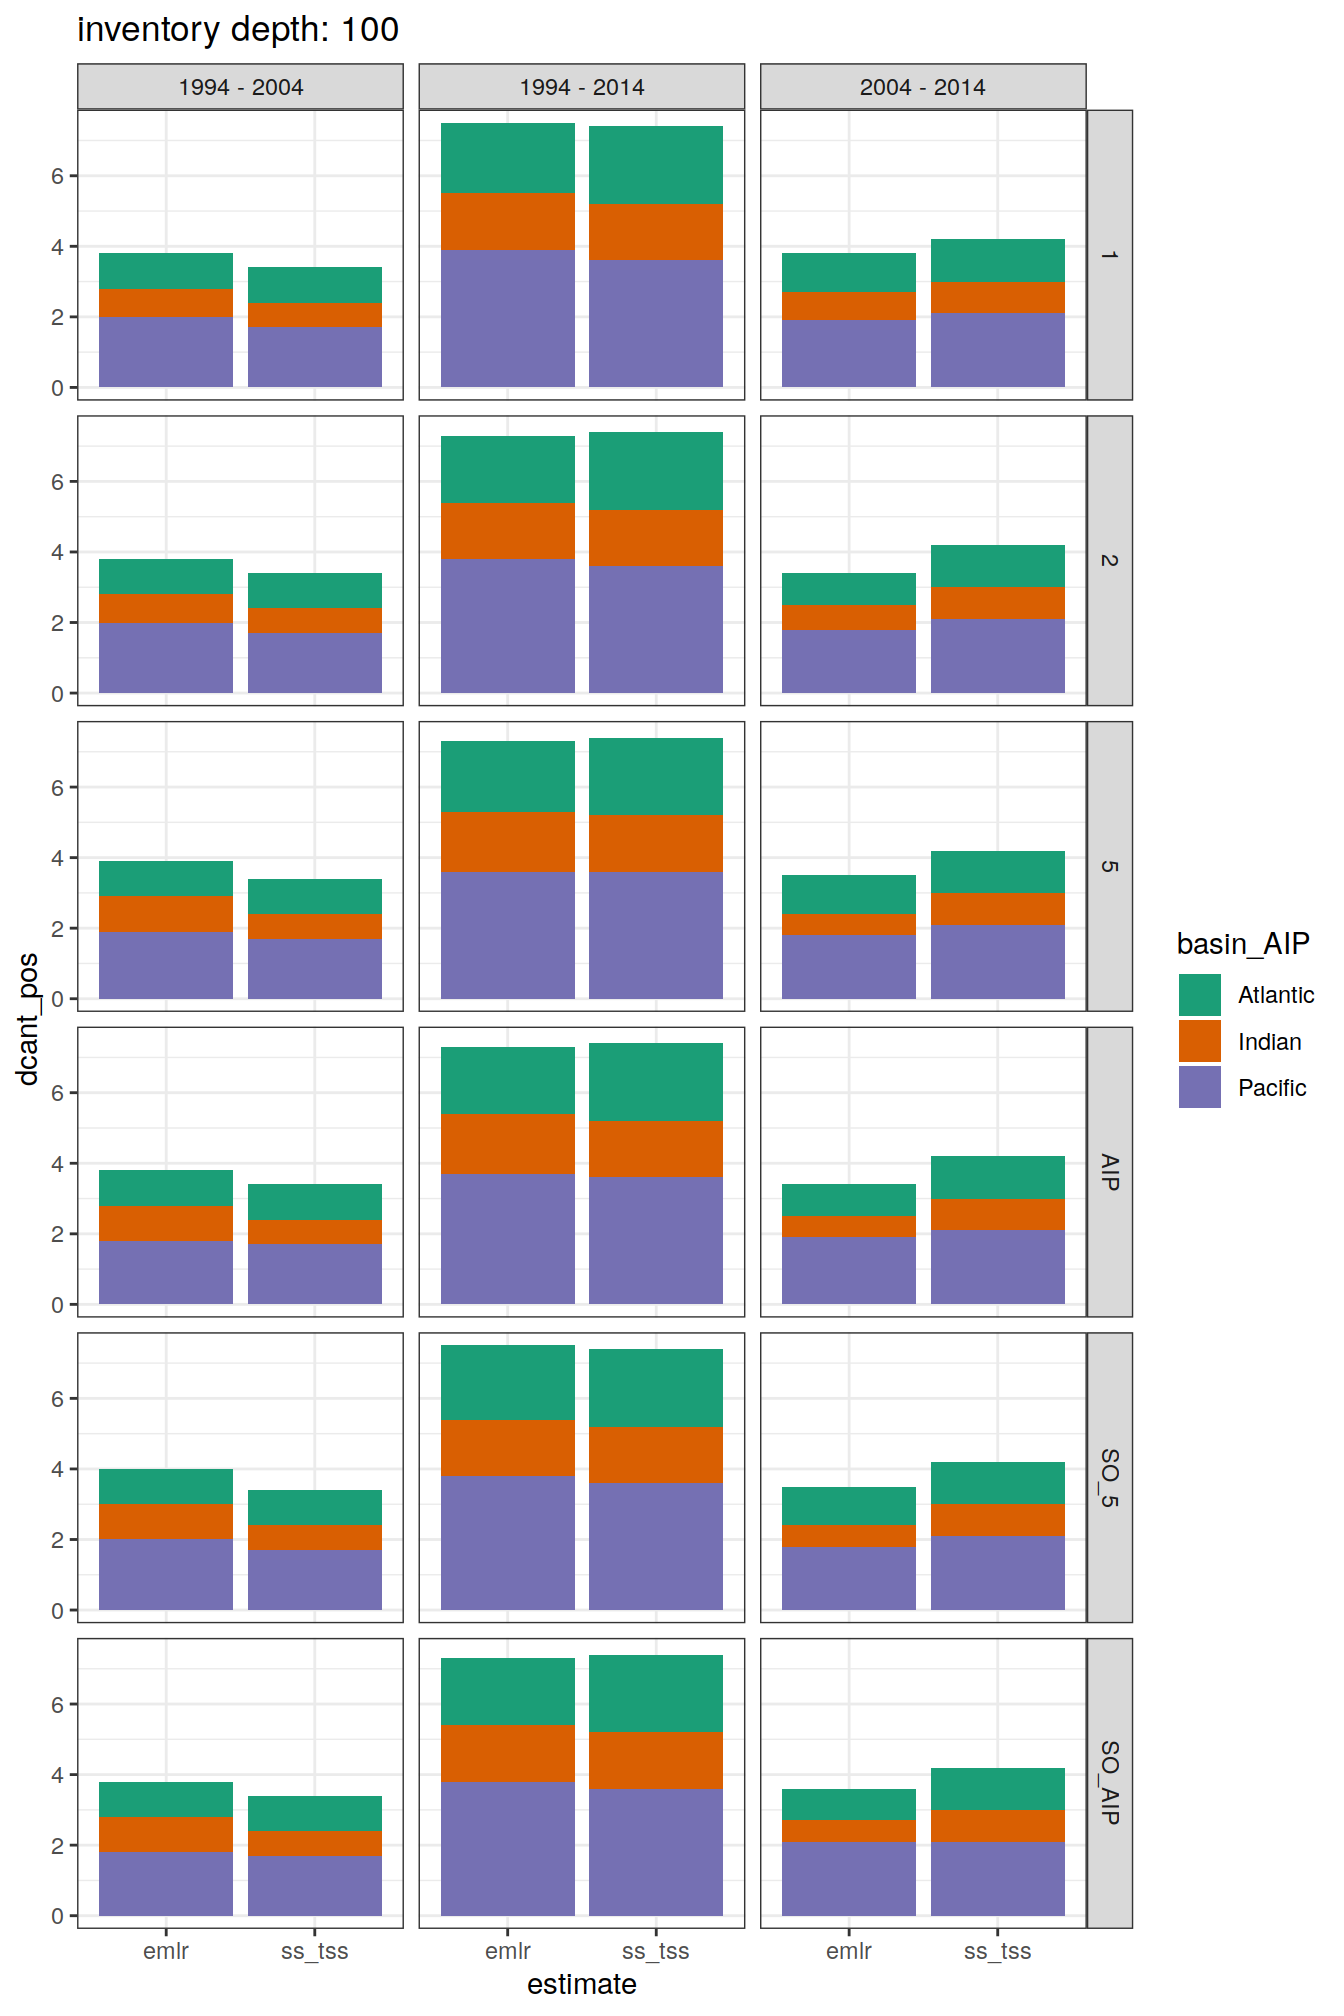 inventory depth: 100
1994 - 2004
1994 - 2014
2004 - 2014
6
4
2
0
1
6
4
2
0
2
6
4
2
0
5
6
4
2
0
AIP
6
4
2
0
SO_5
6
4
2
0
SO_AIP
dcant_pos
emlr
ss_tss
emlr
ss_tss
emlr
ss_tss
estimate
basin_AIP
Atlantic
Indian
Pacific